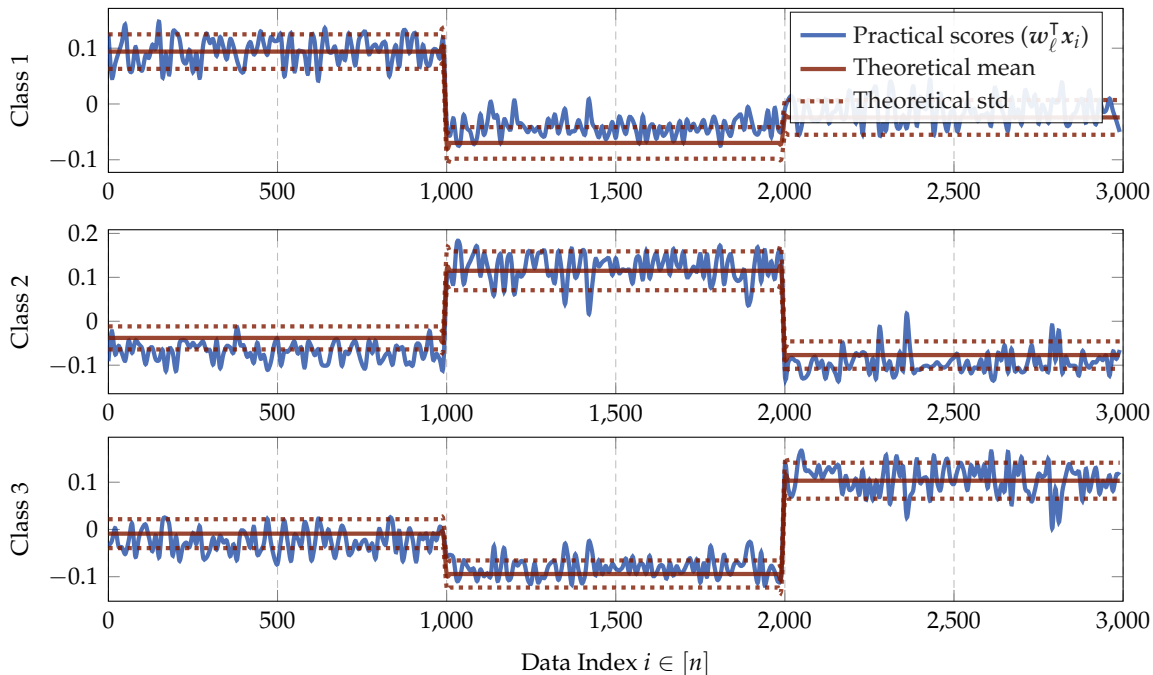 Class 1
0.1
0
−0.1
Practical scores (wℓᵀxᵢ)
Theoretical mean
Theoretical std
0 500 1,000 1,500 2,000 2,500 3,000
Class 2
0.2
0.1
0
−0.1
0 500 1,000 1,500 2,000 2,500 3,000
Class 3
0.1
0
−0.1
0 500 1,000 1,500 2,000 2,500 3,000
Data Index i ∈ [n]